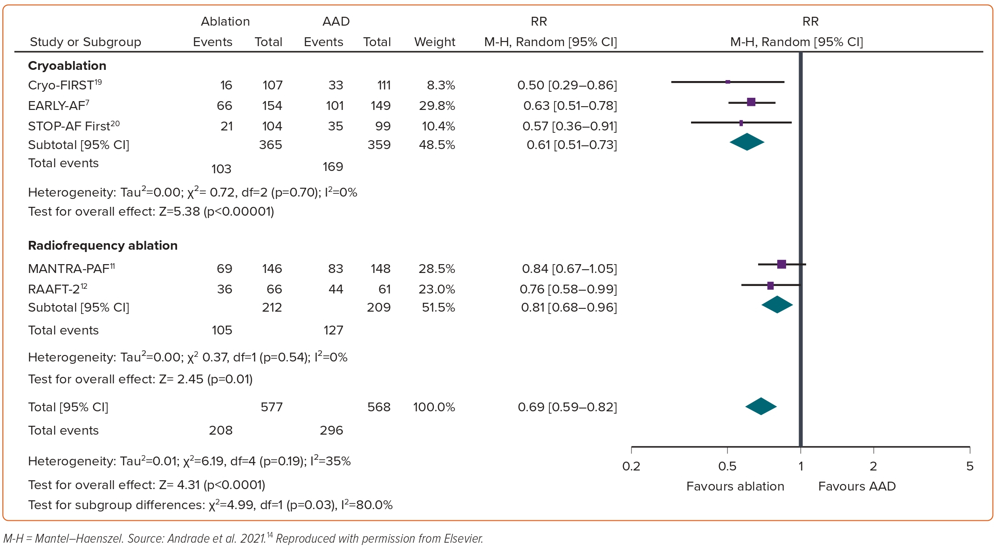 Ablation AAD RR RR
Study or Subgroup Events Total Events Total Weight M-H, Random [95% CI] M-H, Random [95% CI]
Cryoablation
Cryo-FIRST¹⁹ 16 107 33 111 8.3% 0.50 [0.29–0.86]
EARLY-AF⁷ 66 154 101 149 29.8% 0.63 [0.51–0.78]
STOP-AF First²⁰ 21 104 35 99 10.4% 0.57 [0.36–0.91]
Subtotal [95% CI] 365 359 48.5% 0.61 [0.51–0.73]
Total events 103 169
Heterogeneity: Tau²=0.00; χ²= 0.72, df=2 (p=0.70); I²=0%
Test for overall effect: Z=5.38 (p<0.00001)
Radiofrequency ablation
MANTRA-PAF¹¹ 69 146 83 148 28.5% 0.84 [0.67–1.05]
RAAFT-2¹² 36 66 44 61 23.0% 0.76 [0.58–0.99]
Subtotal [95% CI] 212 209 51.5% 0.81 [0.68–0.96]
Total events 105 127
Heterogeneity: Tau²=0.00; χ² 0.37, df=1 (p=0.54); I²=0%
Test for overall effect: Z= 2.45 (p=0.01)
Total [95% CI] 577 568 100.0% 0.69 [0.59–0.82]
Total events 208 296
Heterogeneity: Tau²=0.01; χ²=6.19, df=4 (p=0.19); I²=35%
Test for overall effect: Z= 4.31 (p<0.0001)
Test for subgroup differences: χ²=4.99, df=1 (p=0.03), I²=80.0%
0.2 0.5 1 2 5
Favours ablation Favours AAD
M-H = Mantel–Haenszel. Source: Andrade et al. 2021.¹⁴ Reproduced with permission from Elsevier.